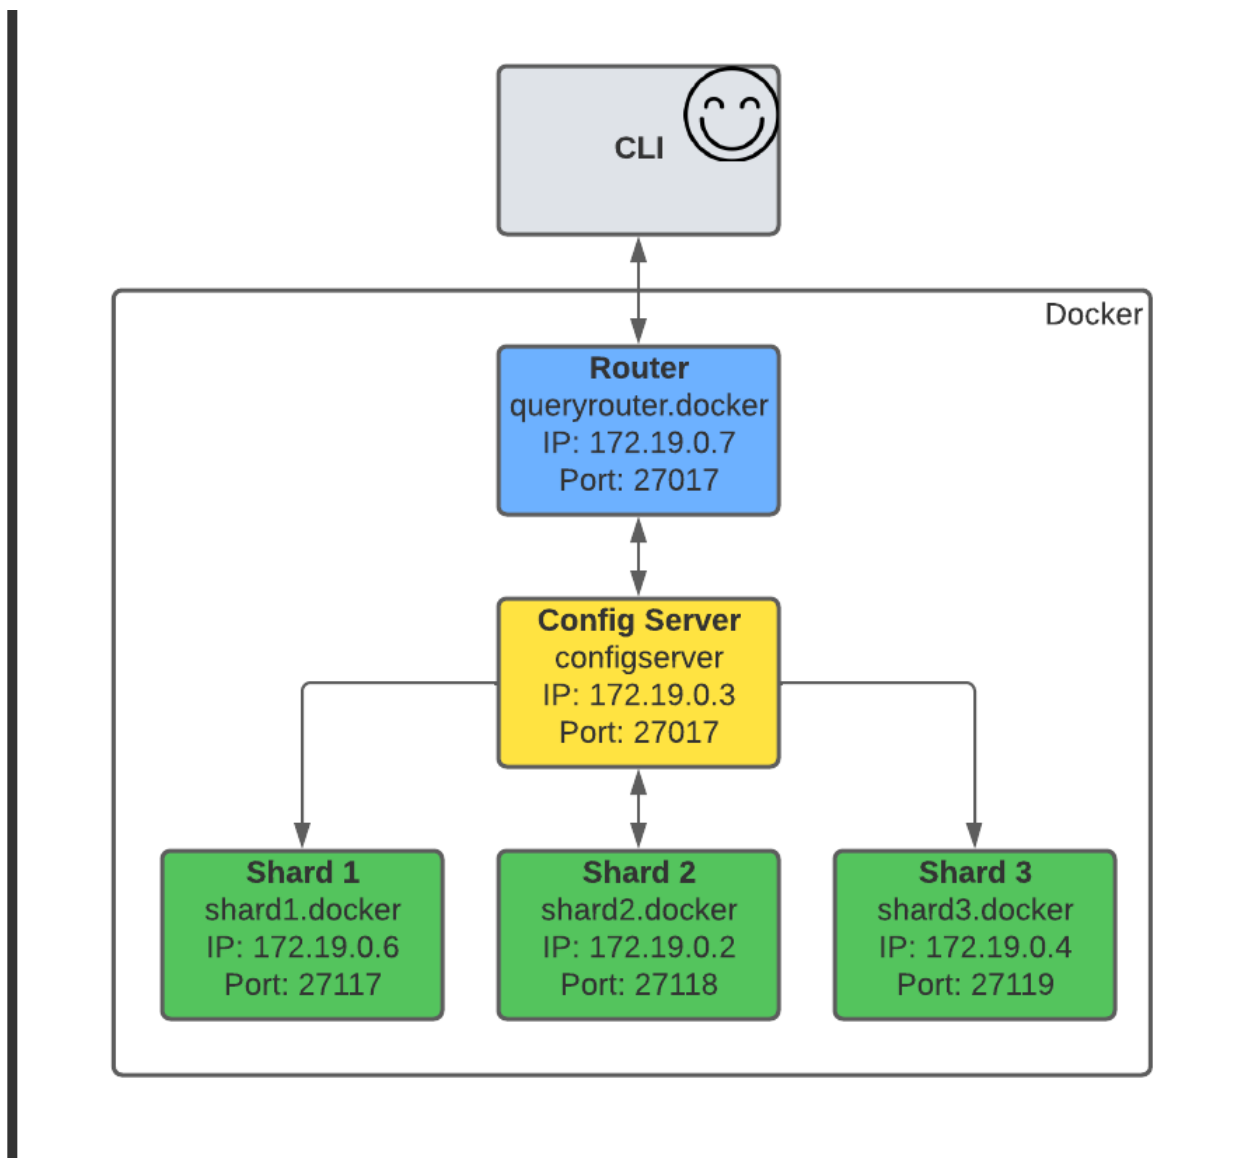 CLI
Docker
Router
queryrouter.docker
IP: 172.19.0.7
Port: 27017
Config Server
configserver
IP: 172.19.0.3
Port: 27017
Shard 1
shard1.docker
IP: 172.19.0.6
Port: 27117
Shard 2
shard2.docker
IP: 172.19.0.2
Port: 27118
Shard 3
shard3.docker
IP: 172.19.0.4
Port: 27119